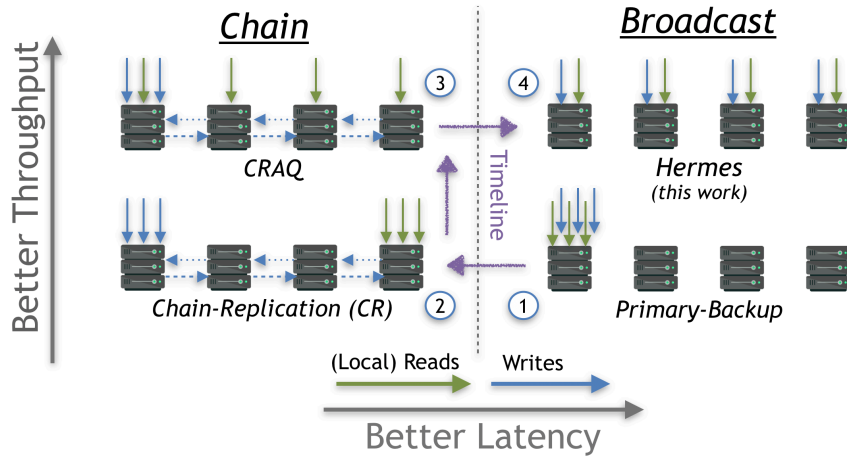 Chain
Broadcast
Better Throughput
3
4
CRAQ
Hermes
(this work)
Timeline
Chain-Replication (CR)
2
1
Primary-Backup
(Local) Reads
Writes
Better Latency